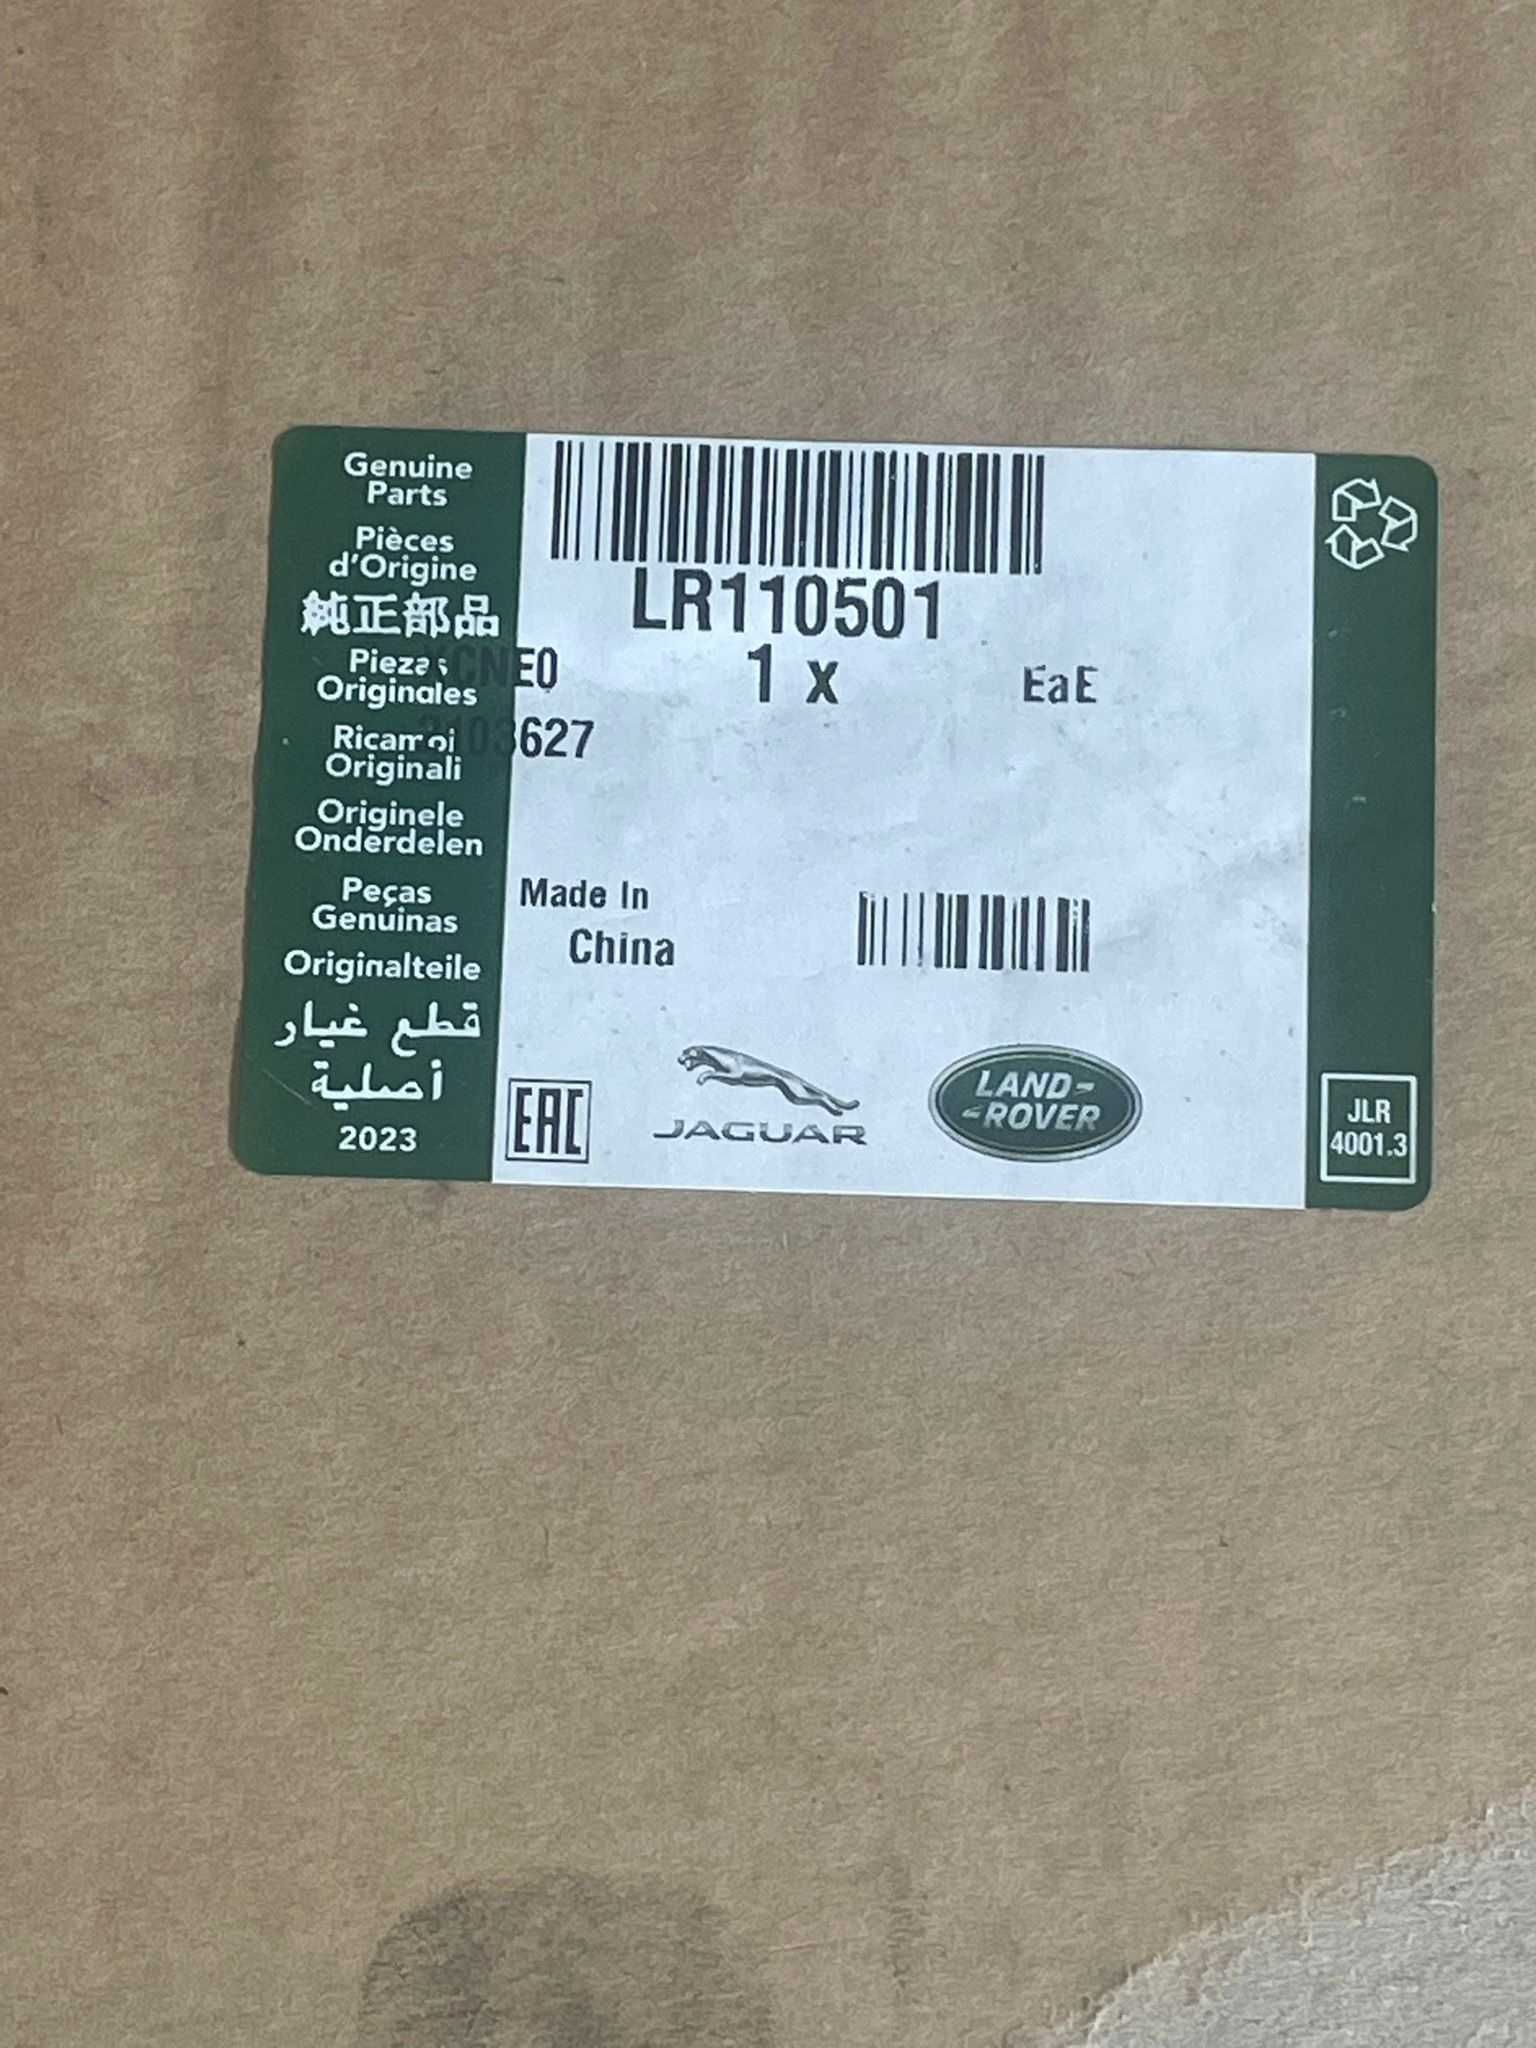 Genuine
Parts
Pièces
d'Origine
純正部品
Piezas
Originales
Ricambi
Originali
Originele
Onderdelen
Peças
Genuinas
Originalteile
قطع غيار
أصلية
2023
LR110501
1 x
EaE
Made In
China
EAC
JAGUAR
LAND-
-ROVER
JLR
4001.3